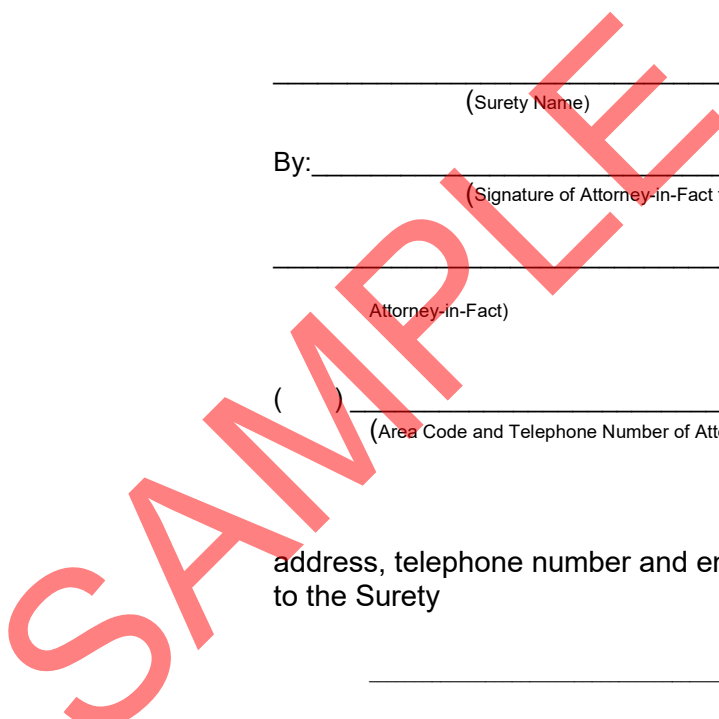 (Surety Name)
By:
(Signature of Attorney-in-Fact
Attorney-in-Fact)
( )
(Area Code and Telephone Number of
address, telephone number and
to the Surety
SAMPLE